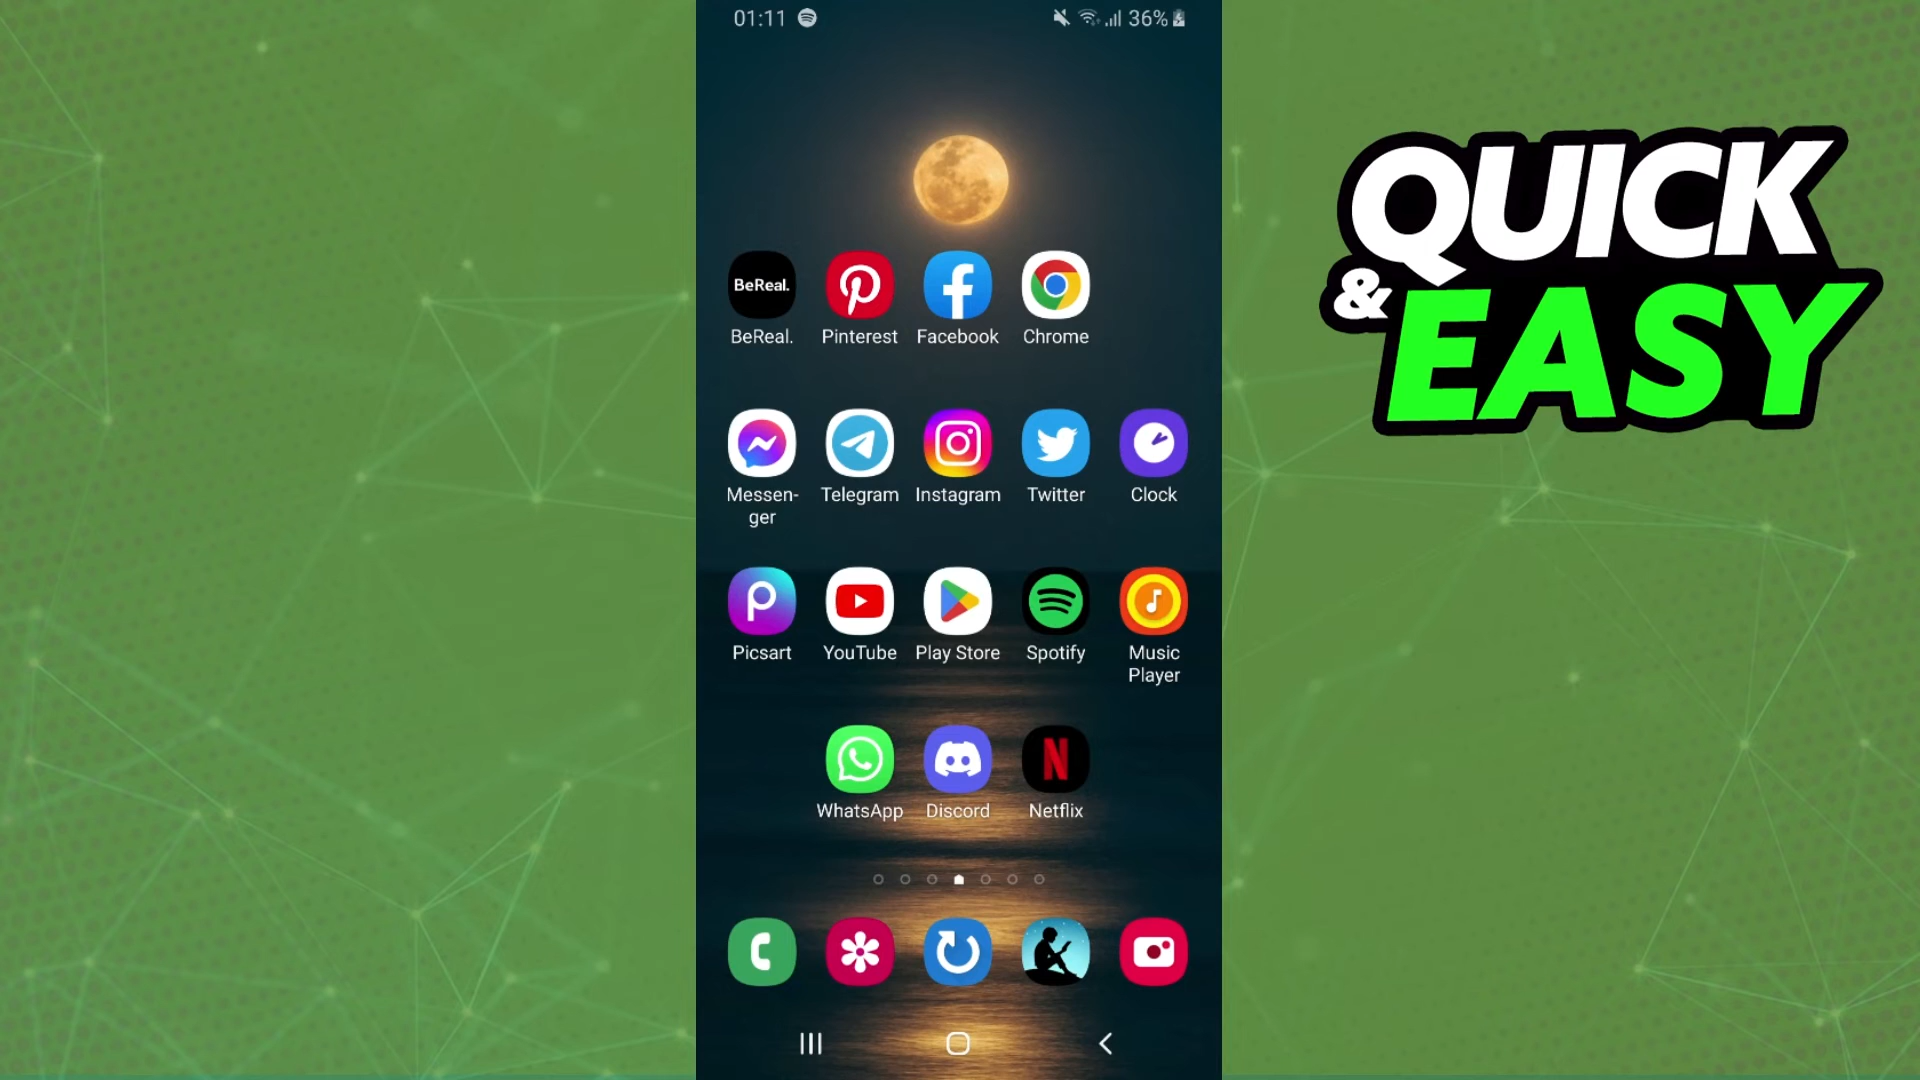 01:11
36%
QUICK
& EASY
BeReal.
BeReal. Pinterest Facebook Chrome
Messen-
ger
Telegram Instagram Twitter Clock
Picsart YouTube Play Store Spotify Music
Player
WhatsApp Discord Netflix